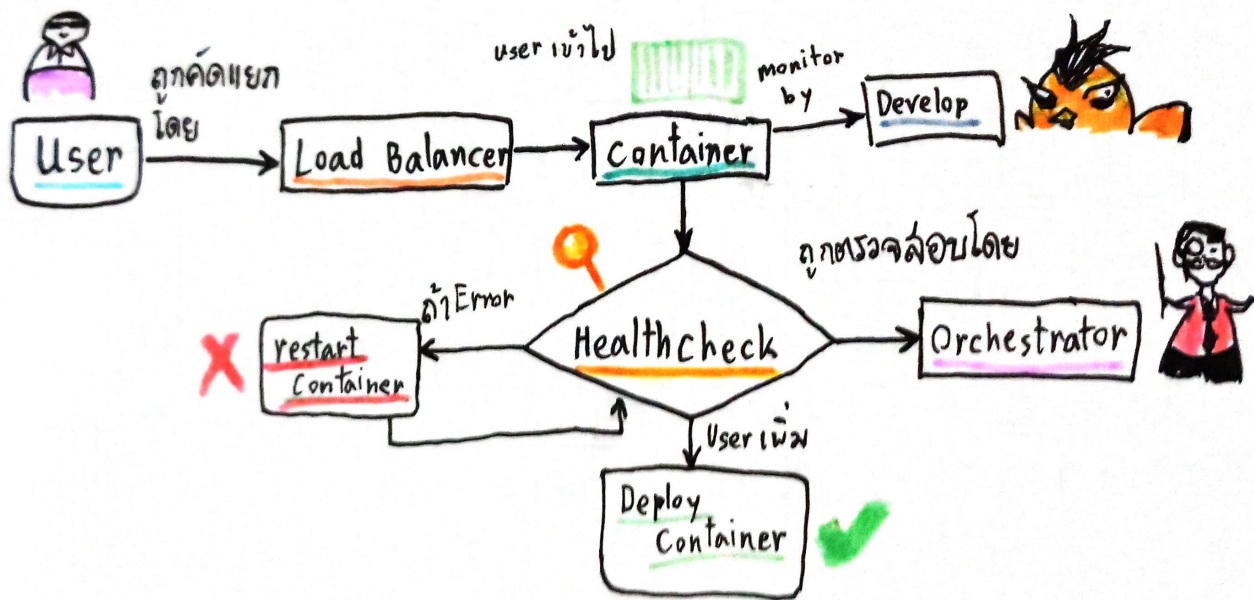 ถูกคัดแยก
โดย
User
Load Balancer
user เข้าไป
Container
monitor
by
Develop
ถูกตรวจสอบโดย
Healthcheck
Orchestrator
ถ้า Error
restart
Container
User เพิ่ม
Deploy
Container